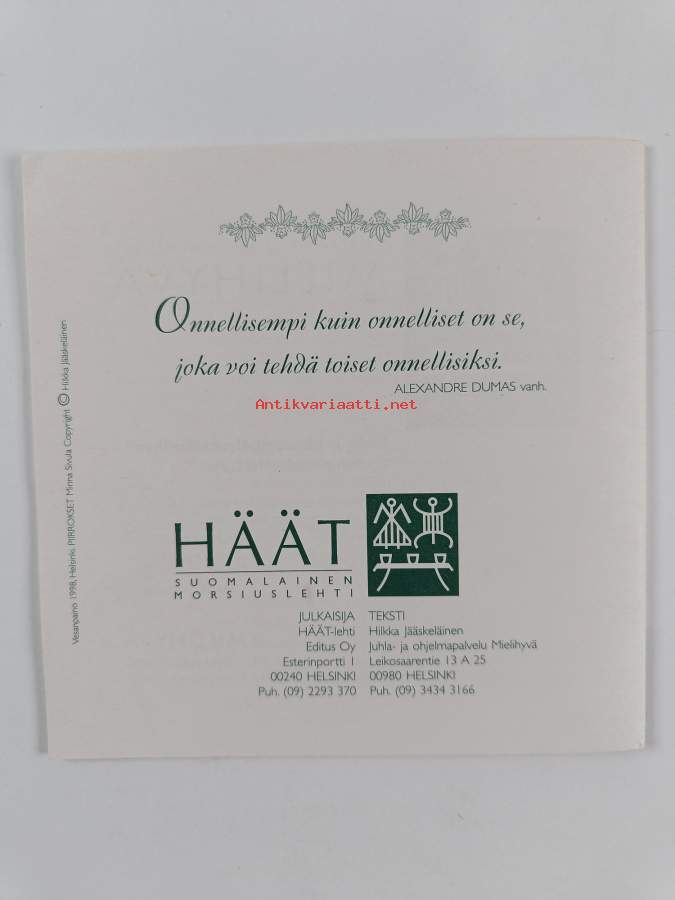 Onnellisempi kuin onnelliset on se,
joka voi tehdä toiset onnellisiksi.
ALEXANDRE DUMAS vanh.
Antikvariaatti.net
Vesanpaino 1998, Helsinki. PIIRROKSET Minna Sivula Copyright © Hilkka Jääskeläinen
HÄÄT
SUOMALAINEN
MORSIUSLEHTI
JULKAISIJA
HÄÄT-lehti
Editus Oy
Esterinportti 1
00240 HELSINKI
Puh. (09) 2293 370
TEKSTI
Hilkka Jääskeläinen
Juhla- ja ohjelmapalvelu Mielihyvä
Leikosaarentie 13 A 25
00980 HELSINKI
Puh. (09) 3434 3166